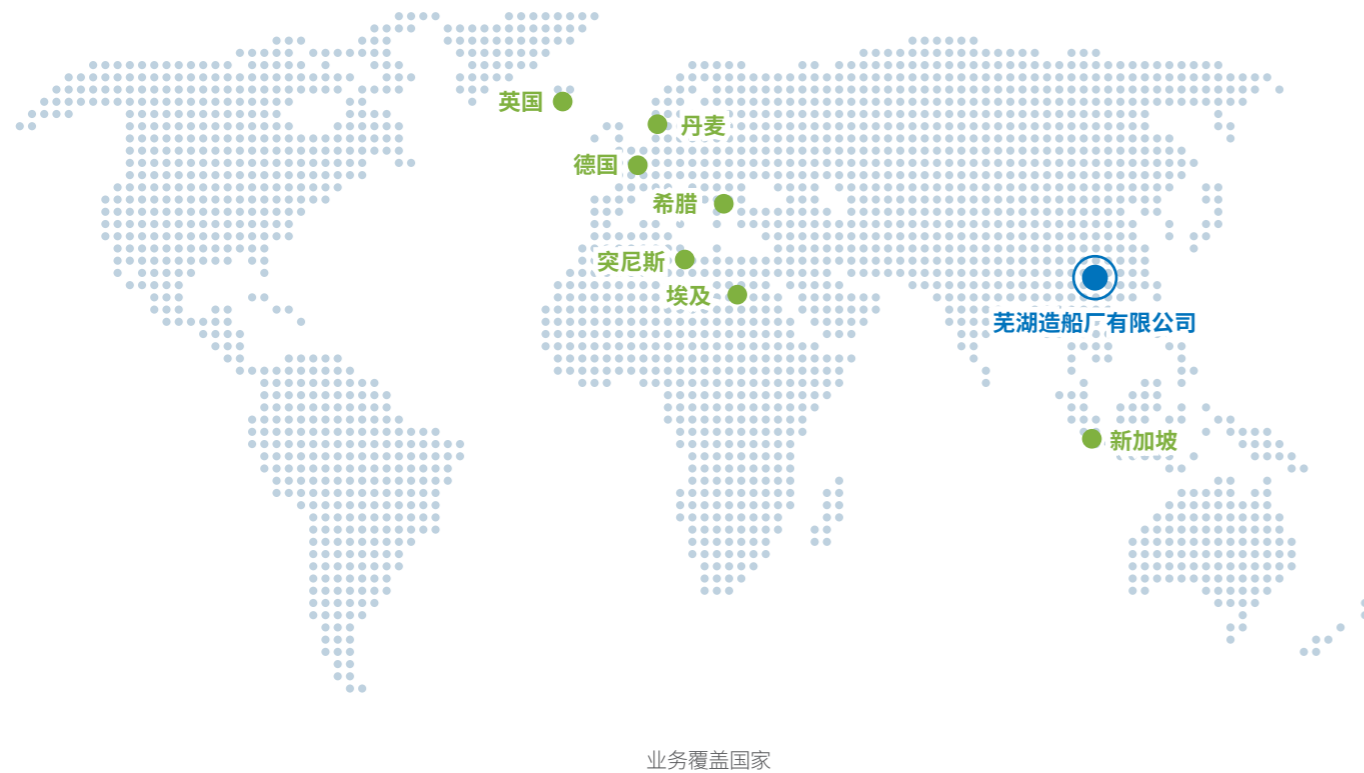 英国
丹麦
德国
希腊
突尼斯
埃及
芜湖造船厂有限公司
新加坡
业务覆盖国家